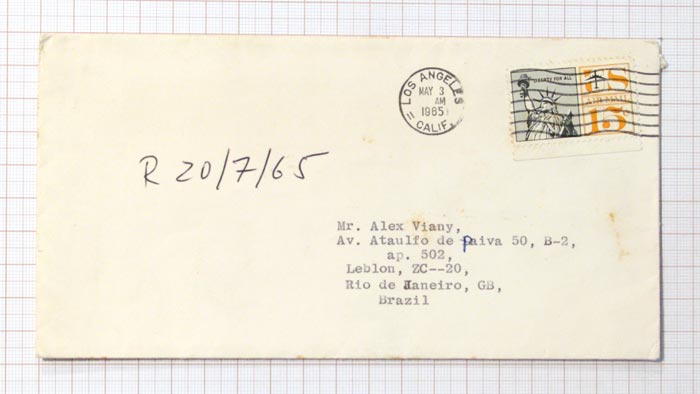 LOS ANGELES
MAY 3
AM
1965
CALIF.
LIBERTY FOR ALL
US
AIR MAIL
15
R 20/7/65
Mr. Alex Viany,
Av. Ataulfo de Paiva 50, B-2,
ap. 502,
Leblon, ZC--20,
Rio de Janeiro, GB,
Brazil